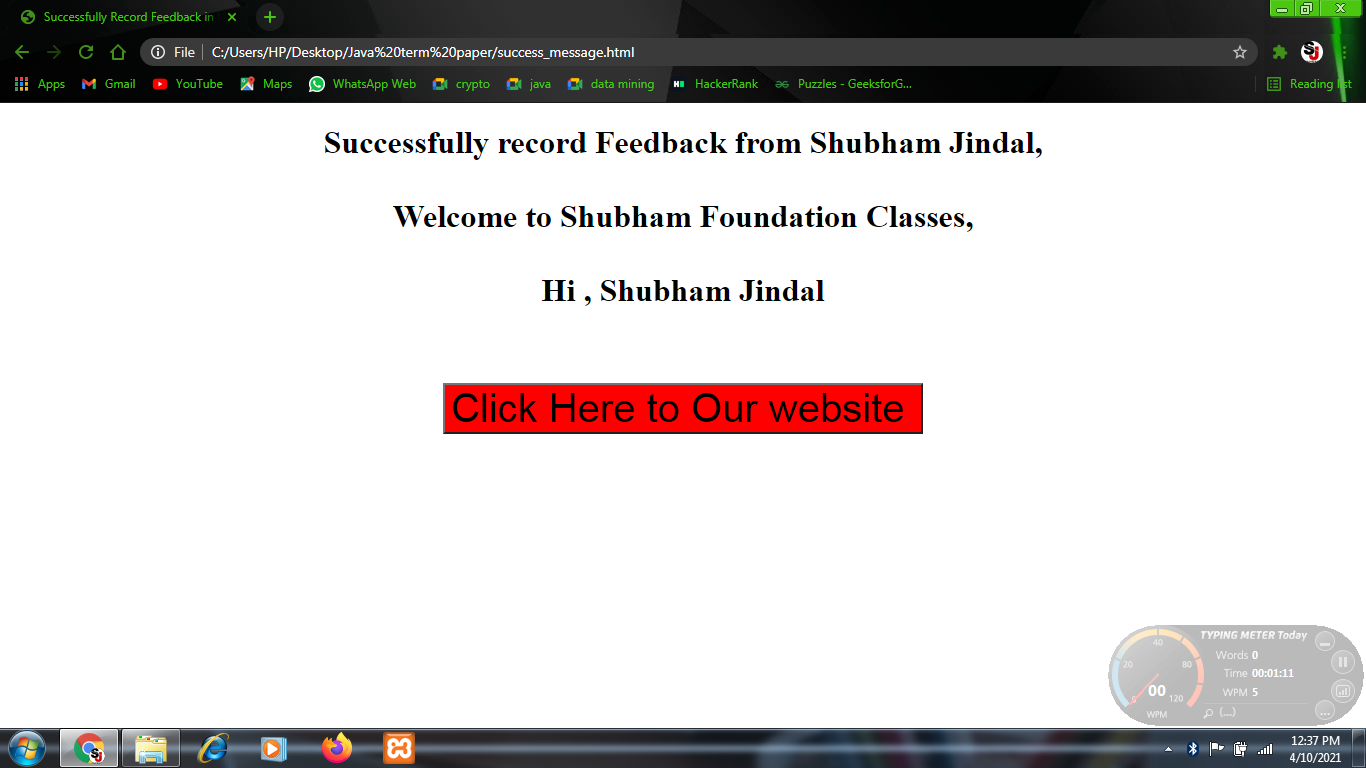 Successfully Record Feedback in
File C:/Users/HP/Desktop/Java%20term%20paper/success_message.html
Apps Gmail YouTube Maps WhatsApp Web crypto java data mining HackerRank Puzzles - GeeksforG... Reading list
Successfully record Feedback from Shubham Jindal,
Welcome to Shubham Foundation Classes,
Hi , Shubham Jindal
Click Here to Our website
TYPING METER Today
Words 0
Time 00:01:11
WPM 5
(...)
0 20 40 80 120
00
WPM
12:37 PM
4/10/2021